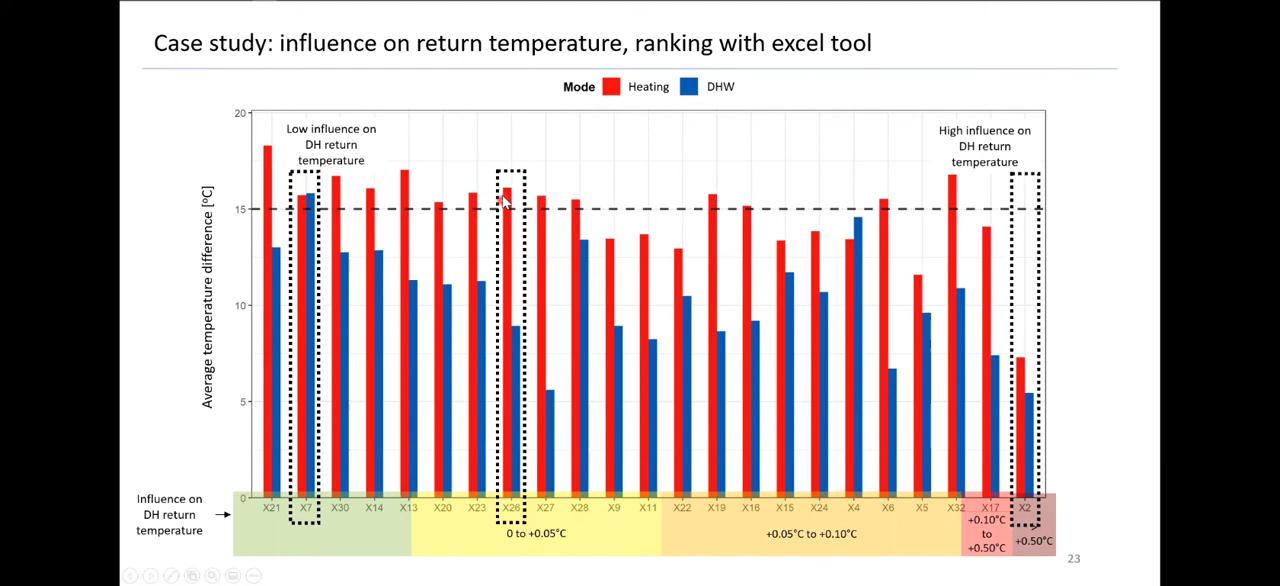 Case study: influence on return temperature, ranking with excel tool
Mode Heating DHW
Low influence on
DH return
temperature
High influence on
DH return
temperature
Average temperature difference [ºC]
20
15
10
5
0
X21 X7 X30 X14 X13 X20 X23 X26 X27 X28 X9 X11 X22 X19 X16 X15 X24 X4 X6 X5 X32 X17 X2
Influence on
DH return
temperature
0 to +0.05°C
+0.05°C to +0.10°C
+0.10°C
to
+0.50°C
>
+0.50°C
23